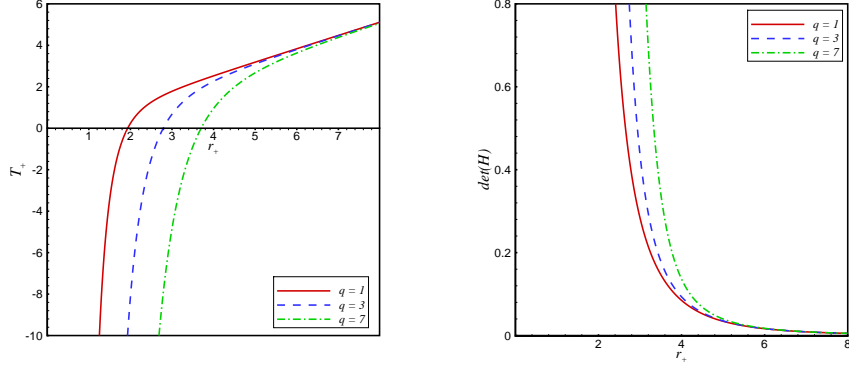 6
4
2
0
-2
-4
-6
-8
-10
T+
1 2 3 4 5 6 7
r+
q = 1
q = 3
q = 7
0.8
0.6
0.4
0.2
0
det(H)
2 4 6 8
r+
q = 1
q = 3
q = 7